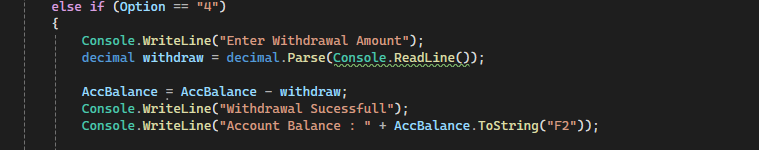 else if (Option == "4")
{
Console.WriteLine("Enter Withdrawal Amount");
decimal withdraw = decimal.Parse(Console.ReadLine());
AccBalance = AccBalance - withdraw;
Console.WriteLine("Withdrawal Sucessfull");
Console.WriteLine("Account Balance : " + AccBalance.ToString("F2"));